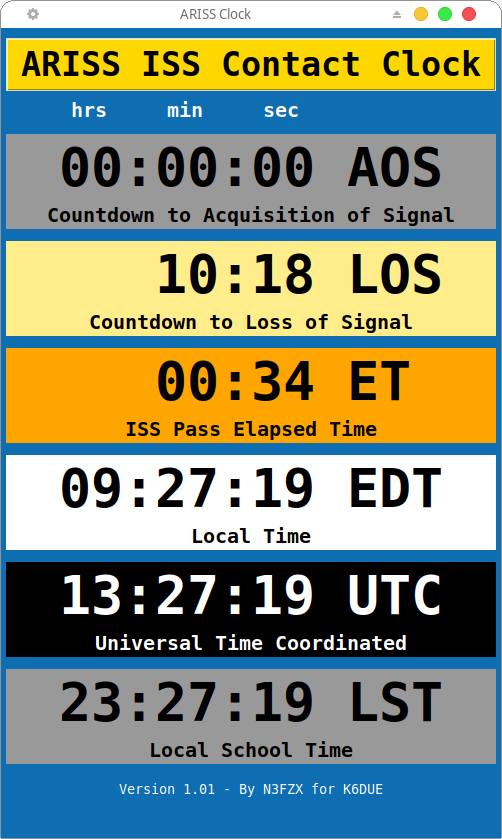 ARISS Clock
ARISS ISS Contact Clock
hrs min sec
00:00:00 AOS
Countdown to Acquisition of Signal
10:18 LOS
Countdown to Loss of Signal
00:34 ET
ISS Pass Elapsed Time
09:27:19 EDT
Local Time
13:27:19 UTC
Universal Time Coordinated
23:27:19 LST
Local School Time
Version 1.01 - By N3FZX for K6DUE